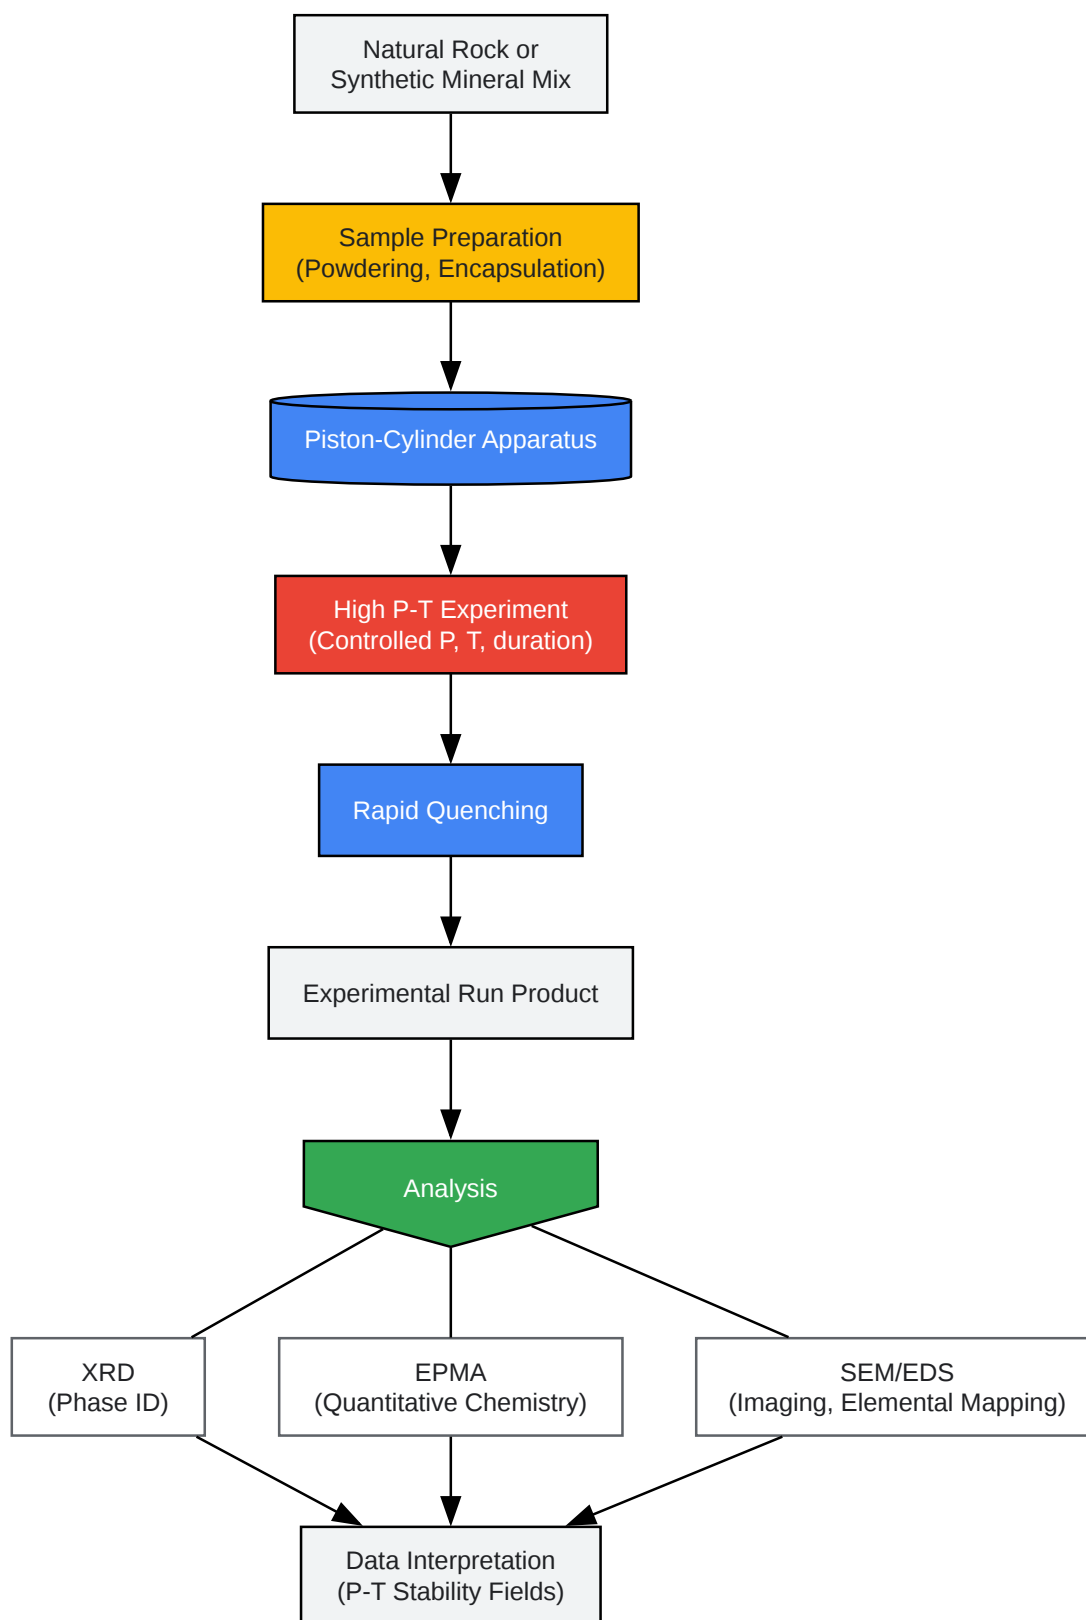 Natural Rock or
Synthetic Mineral Mix
Sample Preparation
(Powdering, Encapsulation)
Piston-Cylinder Apparatus
High P-T Experiment
(Controlled P, T, duration)
Rapid Quenching
Experimental Run Product
Analysis
XRD
(Phase ID)
EPMA
(Quantitative Chemistry)
SEM/EDS
(Imaging, Elemental Mapping)
Data Interpretation
(P-T Stability Fields)